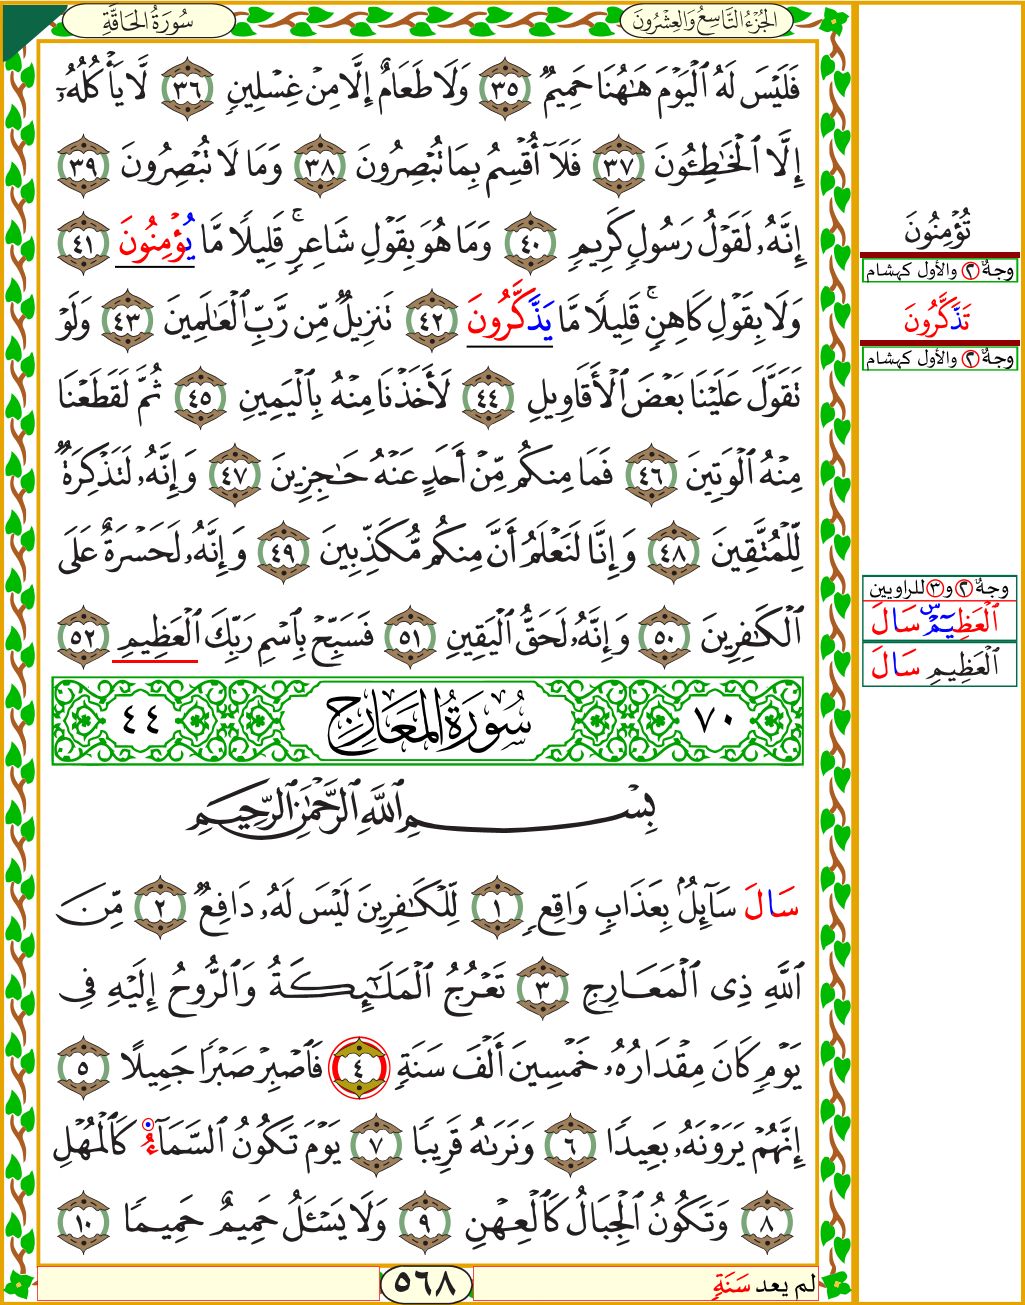 سُورَةُ الحَاقَّةِ
الجُزْءُ التَّاسِعُ وَالعِشْرُونَ
فَلَيْسَ لَهُ ٱلْيَوْمَ هَٰهُنَا حَمِيمٌ ٣٥ وَلَا طَعَامٌ إِلَّا مِنْ غِسْلِينٍ ٣٦ لَّا يَأْكُلُهُۥٓ
إِلَّا ٱلْخَٰطِـُٔونَ ٣٧ فَلَآ أُقْسِمُ بِمَا تُبْصِرُونَ ٣٨ وَمَا لَا تُبْصِرُونَ ٣٩
إِنَّهُۥ لَقَوْلُ رَسُولٍ كَرِيمٍ ٤٠ وَمَا هُوَ بِقَوْلِ شَاعِرٍۚ قَلِيلًا مَّا يُؤْمِنُونَ ٤١
وَلَا بِقَوْلِ كَاهِنٍۚ قَلِيلًا مَّا يَذَّكَّرُونَ ٤٢ تَنزِيلٌ مِّن رَّبِّ ٱلْعَٰلَمِينَ ٤٣ وَلَوْ
تَقَوَّلَ عَلَيْنَا بَعْضَ ٱلْأَقَاوِيلِ ٤٤ لَأَخَذْنَا مِنْهُ بِٱلْيَمِينِ ٤٥ ثُمَّ لَقَطَعْنَا
مِنْهُ ٱلْوَتِينَ ٤٦ فَمَا مِنكُم مِّنْ أَحَدٍ عَنْهُ حَٰجِزِينَ ٤٧ وَإِنَّهُۥ لَتَذْكِرَةٌ
لِّلْمُتَّقِينَ ٤٨ وَإِنَّا لَنَعْلَمُ أَنَّ مِنكُم مُّكَذِّبِينَ ٤٩ وَإِنَّهُۥ لَحَسْرَةٌ عَلَى
ٱلْكَٰفِرِينَ ٥٠ وَإِنَّهُۥ لَحَقُّ ٱلْيَقِينِ ٥١ فَسَبِّحْ بِٱسْمِ رَبِّكَ ٱلْعَظِيمِ ٥٢
٧٠ سُورَةُ المَعَارِجِ ٤٤
بِسْمِ ٱللَّهِ ٱلرَّحْمَٰنِ ٱلرَّحِيمِ
سَالَ سَآئِلٌۢ بِعَذَابٍ وَاقِعٍ ١ لِّلْكَٰفِرِينَ لَيْسَ لَهُۥ دَافِعٌ ٢ مِّنَ
ٱللَّهِ ذِى ٱلْمَعَارِجِ ٣ تَعْرُجُ ٱلْمَلَٰٓئِكَةُ وَٱلرُّوحُ إِلَيْهِ فِى
يَوْمٍ كَانَ مِقْدَارُهُۥ خَمْسِينَ أَلْفَ سَنَةٍ ٤ فَٱصْبِرْ صَبْرًا جَمِيلًا ٥
إِنَّهُمْ يَرَوْنَهُۥ بَعِيدًا ٦ وَنَرَىٰهُ قَرِيبًا ٧ يَوْمَ تَكُونُ ٱلسَّمَآءُ كَٱلْمُهْلِ
٨ وَتَكُونُ ٱلْجِبَالُ كَٱلْعِهْنِ ٩ وَلَا يَسْـَٔلُ حَمِيمٌ حَمِيمًا ١٠
لم يعد سَنَةٍ
٥٦٨
تُؤْمِنُونَ
وجهٌ ٢ والأول كهشام
تَذَّكَّرُونَ
وجهٌ ٢ والأول كهشام
وجهٌ ٢ و ٣ للراويين
ٱلْعَظِيمْ س سَالَ
ٱلْعَظِيمِ سَالَ